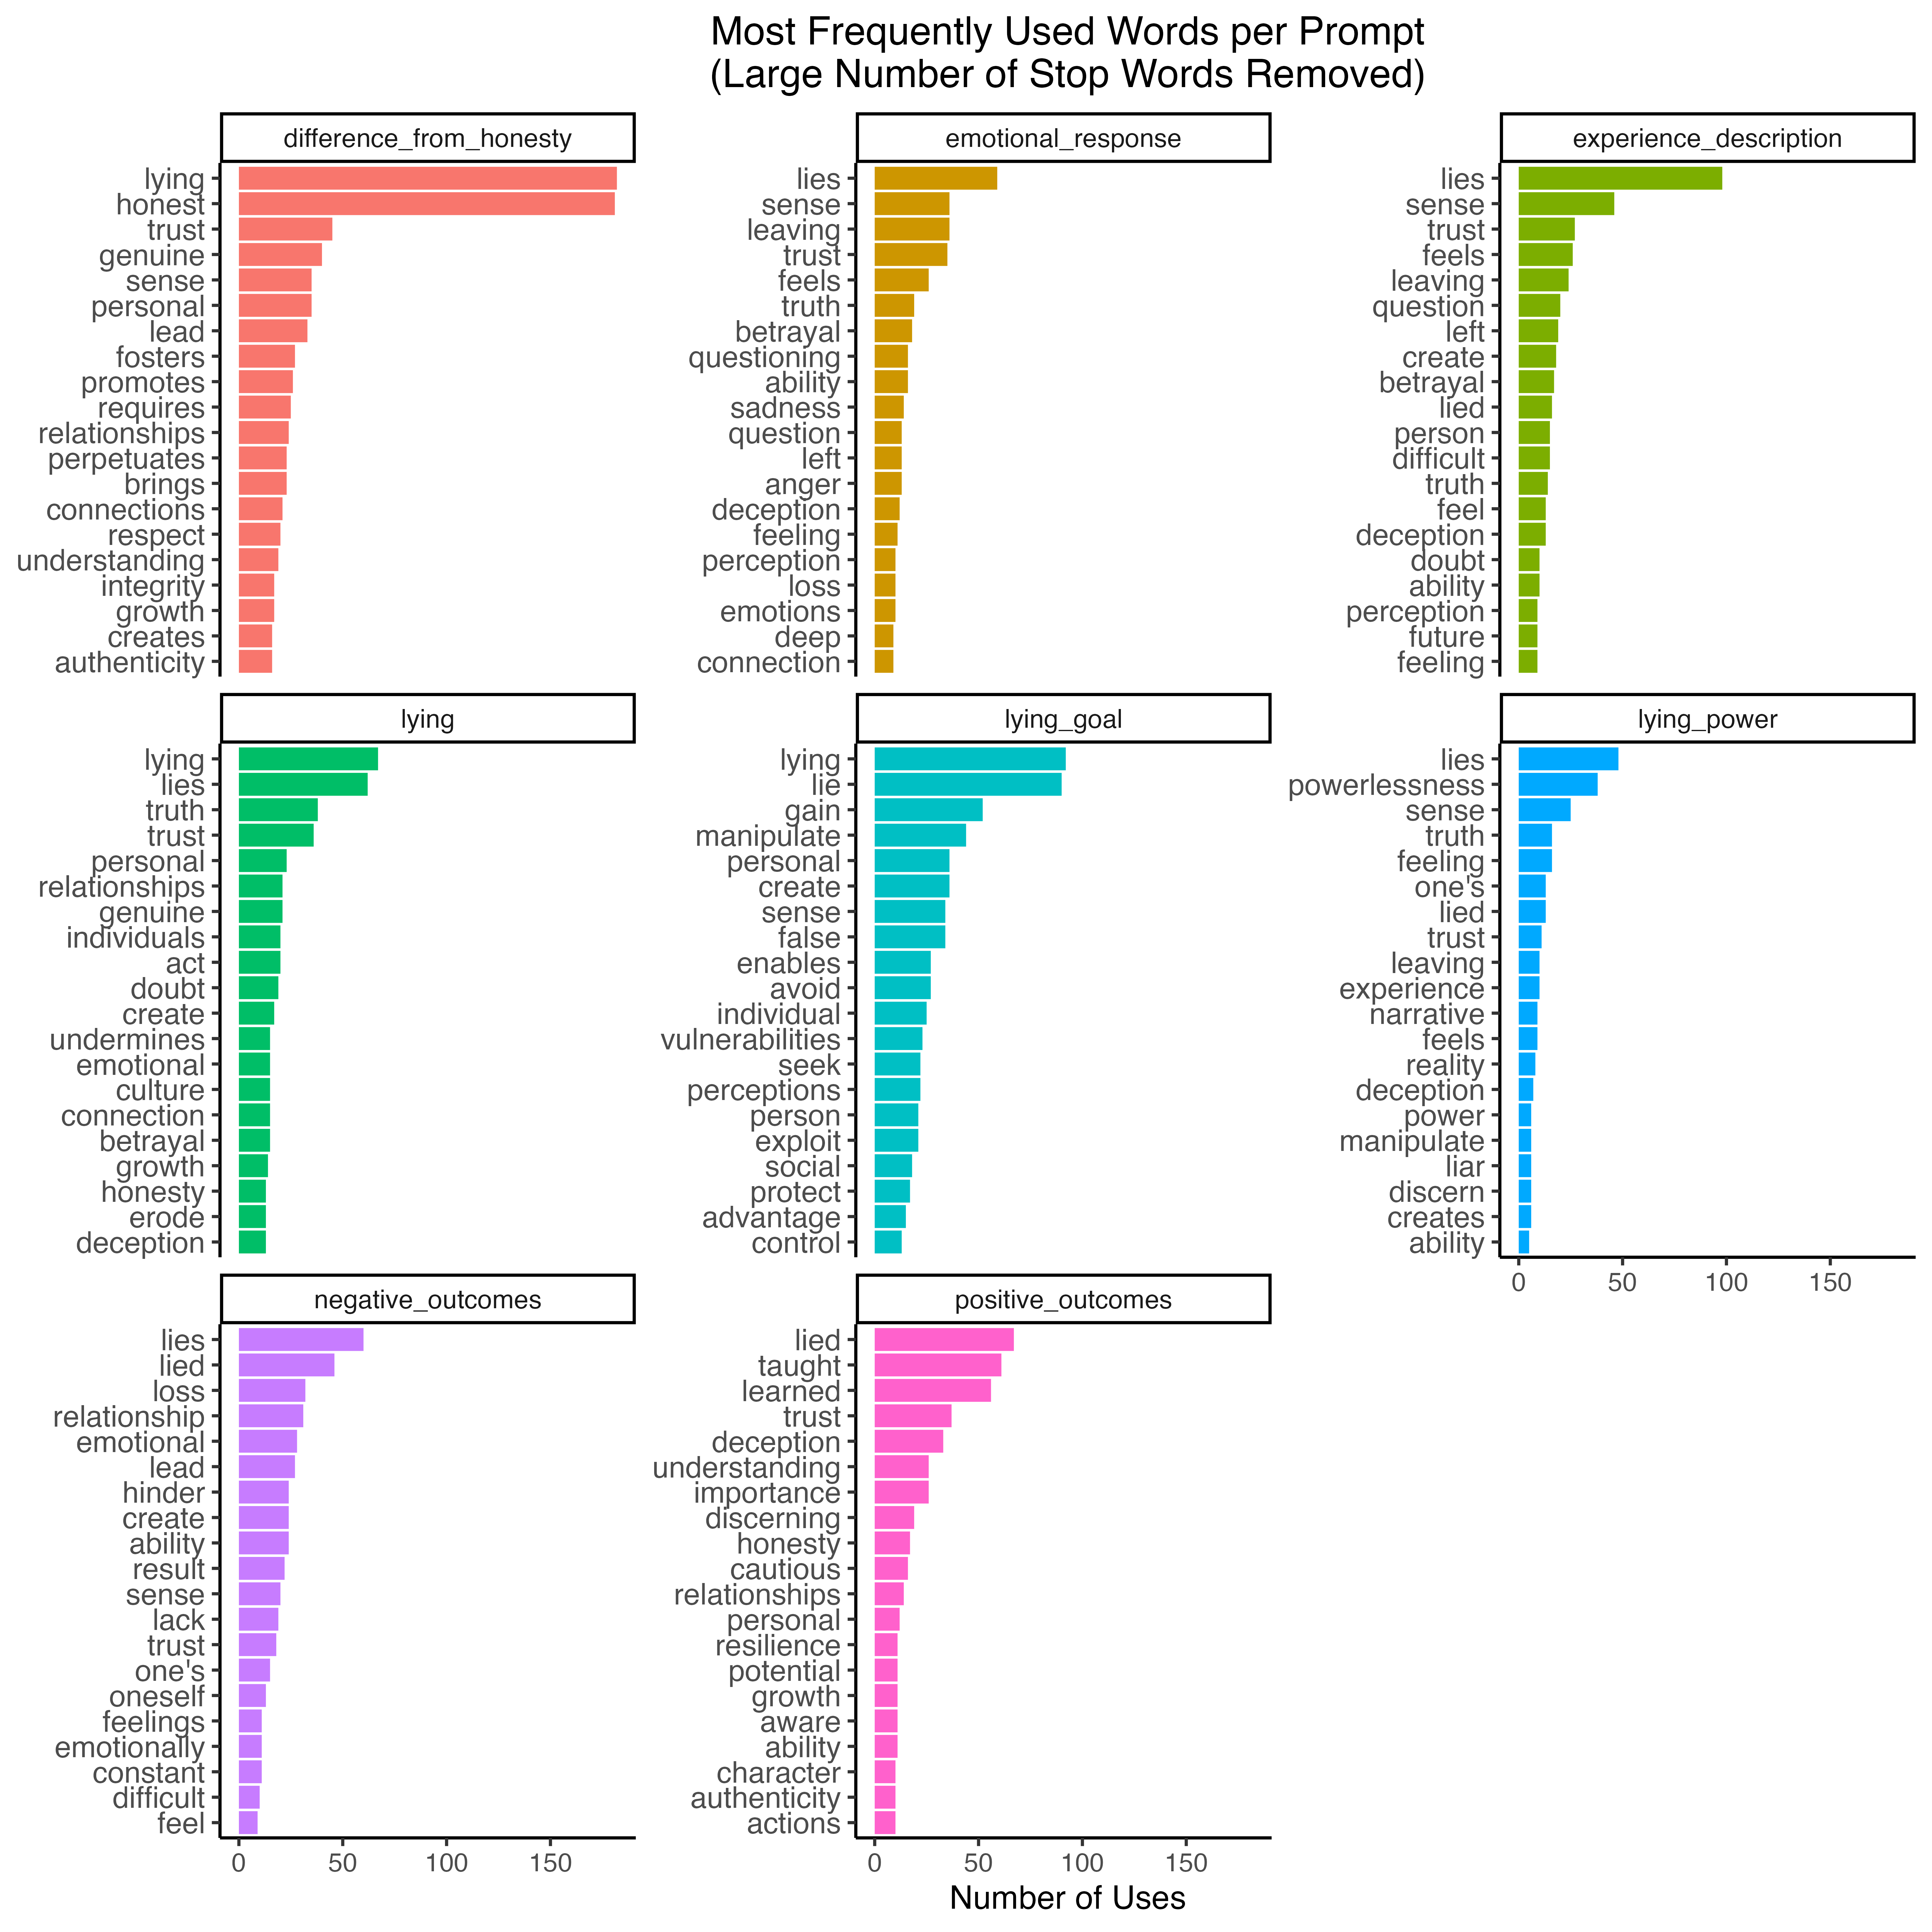 Most Frequently Used Words per Prompt
(Large Number of Stop Words Removed)
difference_from_honesty
lying
honest
trust
genuine
sense
personal
lead
fosters
promotes
requires
relationships
perpetuates
brings
connections
respect
understanding
integrity
growth
creates
authenticity
emotional_response
lies
sense
leaving
trust
feels
truth
betrayal
questioning
ability
sadness
question
left
anger
deception
feeling
perception
loss
emotions
deep
connection
experience_description
lies
sense
trust
feels
leaving
question
left
create
betrayal
lied
person
difficult
truth
feel
deception
doubt
ability
perception
future
feeling
lying
lying
lies
truth
trust
personal
relationships
genuine
individuals
act
doubt
create
undermines
emotional
culture
connection
betrayal
growth
honesty
erode
deception
lying_goal
lying
lie
gain
manipulate
personal
create
sense
false
enables
avoid
individual
vulnerabilities
seek
perceptions
person
exploit
social
protect
advantage
control
lying_power
lies
powerlessness
sense
truth
feeling
one's
lied
trust
leaving
experience
narrative
feels
reality
deception
power
manipulate
liar
discern
creates
ability
0 50 100 150
negative_outcomes
lies
lied
loss
relationship
emotional
lead
hinder
create
ability
result
sense
lack
trust
one's
oneself
feelings
emotionally
constant
difficult
feel
0 50 100 150
positive_outcomes
lied
taught
learned
trust
deception
understanding
importance
discerning
honesty
cautious
relationships
personal
resilience
potential
growth
aware
ability
character
authenticity
actions
0 50 100 150
Number of Uses